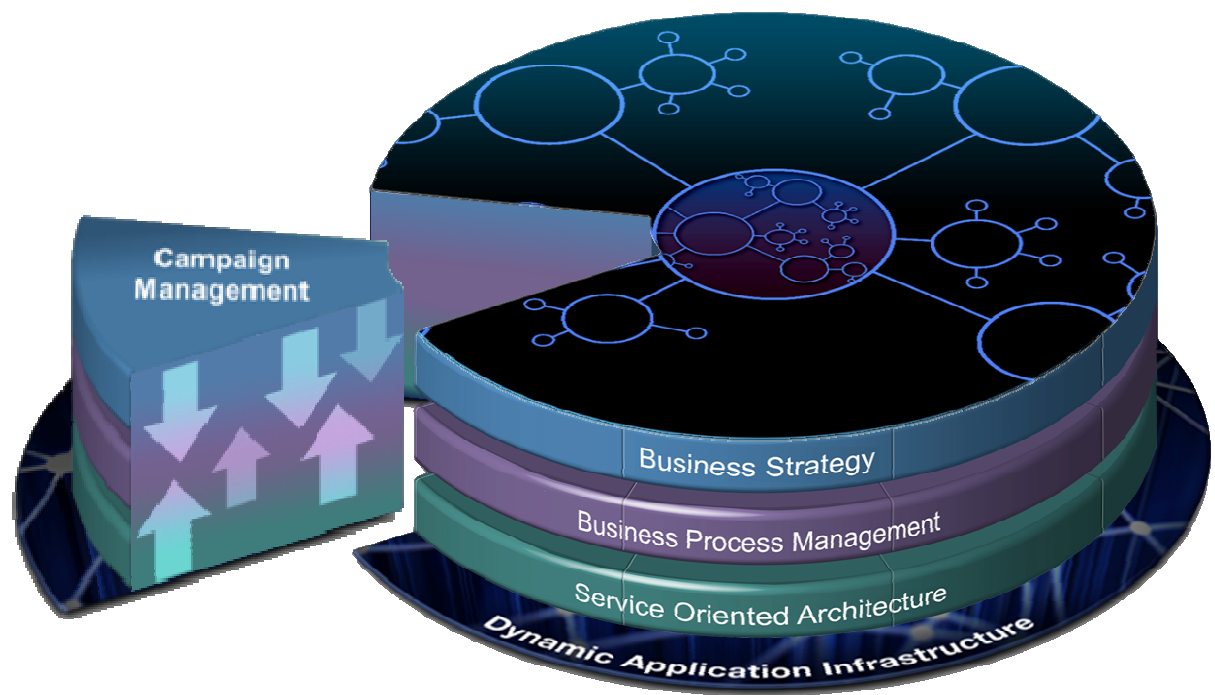 Campaign
Management
Business Strategy
Business Process Management
Service Oriented Architecture
Dynamic Application Infrastructure